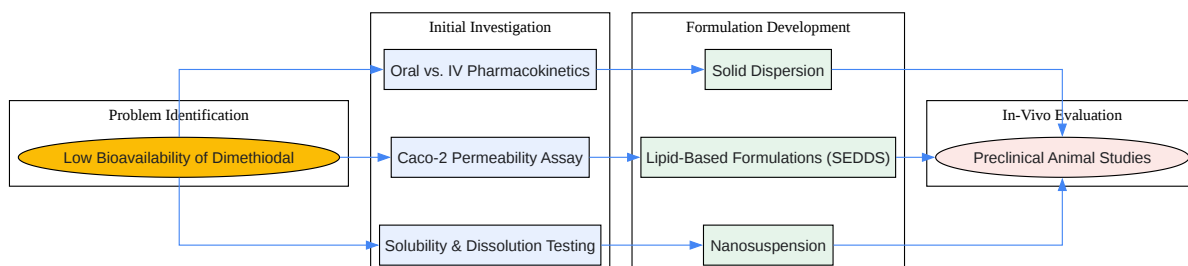 Initial Investigation
Formulation Development
Oral vs. IV Pharmacokinetics
Solid Dispersion
Problem Identification
In-Vivo Evaluation
Low Bioavailability of Dimethiodal
Caco-2 Permeability Assay
Lipid-Based Formulations (SEDDS)
Preclinical Animal Studies
Solubility & Dissolution Testing
Nanosuspension